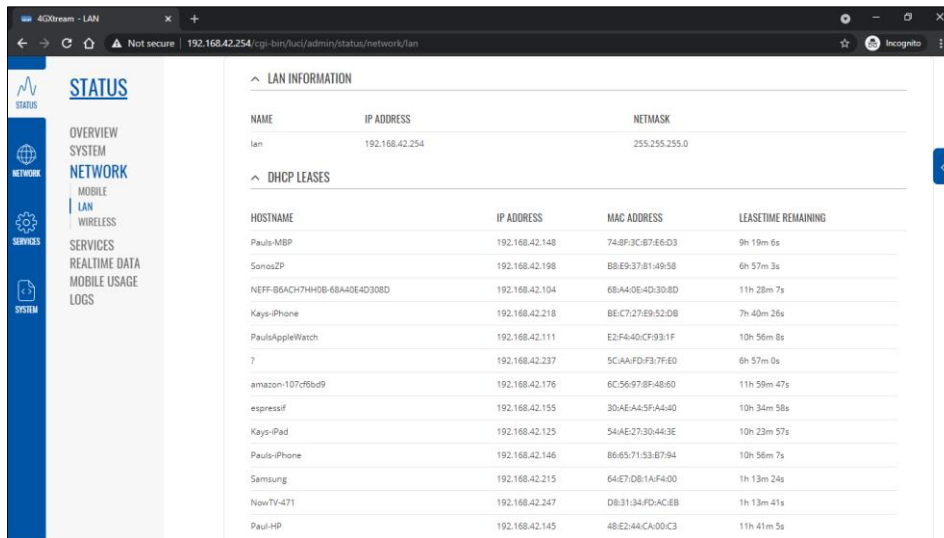 4GXtream - LAN
Not secure | 192.168.42.254/cgi-bin/luci/admin/status/network/lan
Incognito
STATUS
NETWORK
SERVICES
SYSTEM
STATUS
OVERVIEW
SYSTEM
NETWORK
MOBILE
LAN
WIRELESS
SERVICES
REALTIME DATA
MOBILE USAGE
LOGS
LAN INFORMATION
NAME IP ADDRESS NETMASK
lan 192.168.42.254 255.255.255.0
DHCP LEASES
HOSTNAME IP ADDRESS MAC ADDRESS LEASETIME REMAINING
Pauls-MBP 192.168.42.148 74:8F:3C:B7:E6:D3 9h 19m 6s
SonosZP 192.168.42.198 B8:E9:37:81:49:58 6h 57m 3s
NEFF-B6ACH7HH0B-68A40E4D308D 192.168.42.104 68:A4:0E:4D:30:8D 11h 28m 7s
Kays-iPhone 192.168.42.218 BE:C7:27:E9:52:DB 7h 40m 26s
PaulsAppleWatch 192.168.42.111 E2:F4:40:CF:93:1F 10h 56m 8s
? 192.168.42.237 5C:AA:FD:F3:7F:E0 6h 57m 0s
amazon-107cf6bd9 192.168.42.176 6C:56:97:8F:48:60 11h 59m 47s
espressif 192.168.42.155 30:AE:A4:5F:A4:40 10h 34m 58s
Kays-iPad 192.168.42.125 54:AE:27:30:44:3E 10h 23m 57s
Pauls-iPhone 192.168.42.146 86:65:71:53:B7:94 10h 56m 7s
Samsung 192.168.42.215 64:E7:D8:1A:F4:00 1h 13m 24s
NowTV-471 192.168.42.247 D8:31:34:FD:AC:EB 1h 13m 41s
Paul-HP 192.168.42.145 48:E2:44:CA:00:C3 11h 41m 5s